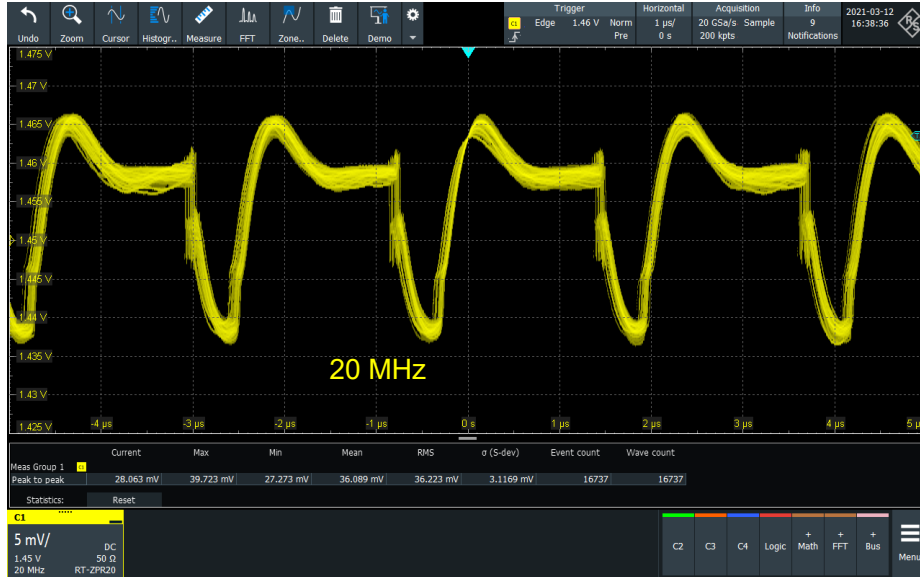 Trigger Horizontal Acquisition Info 2021-03-12
C1 Edge 1.46 V Norm 1 µs/ 20 GSa/s Sample 9 16:38:36
Pre 0 s 200 kpts Notifications
Undo Zoom Cursor Histogr.. Measure FFT Zone.. Delete Demo
1.475 V
1.47 V
1.465 V
1.46 V
1.455 V
1.45 V
1.445 V
1.44 V
1.435 V
20 MHz
1.43 V
1.425 V -4 µs -3 µs -2 µs -1 µs 0 s 1 µs 2 µs 3 µs 4 µs 5 µ
Current Max Min Mean RMS σ (S-dev) Event count Wave count
Meas Group 1 C1
Peak to peak 28.063 mV 39.723 mV 27.273 mV 36.089 mV 36.223 mV 3.1169 mV 16737 16737
Statistics: Reset
C1
5 mV/ DC
1.45 V 50 Ω
20 MHz RT-ZPR20
C2 C3 C4 Logic + Math + FFT + Bus Menu